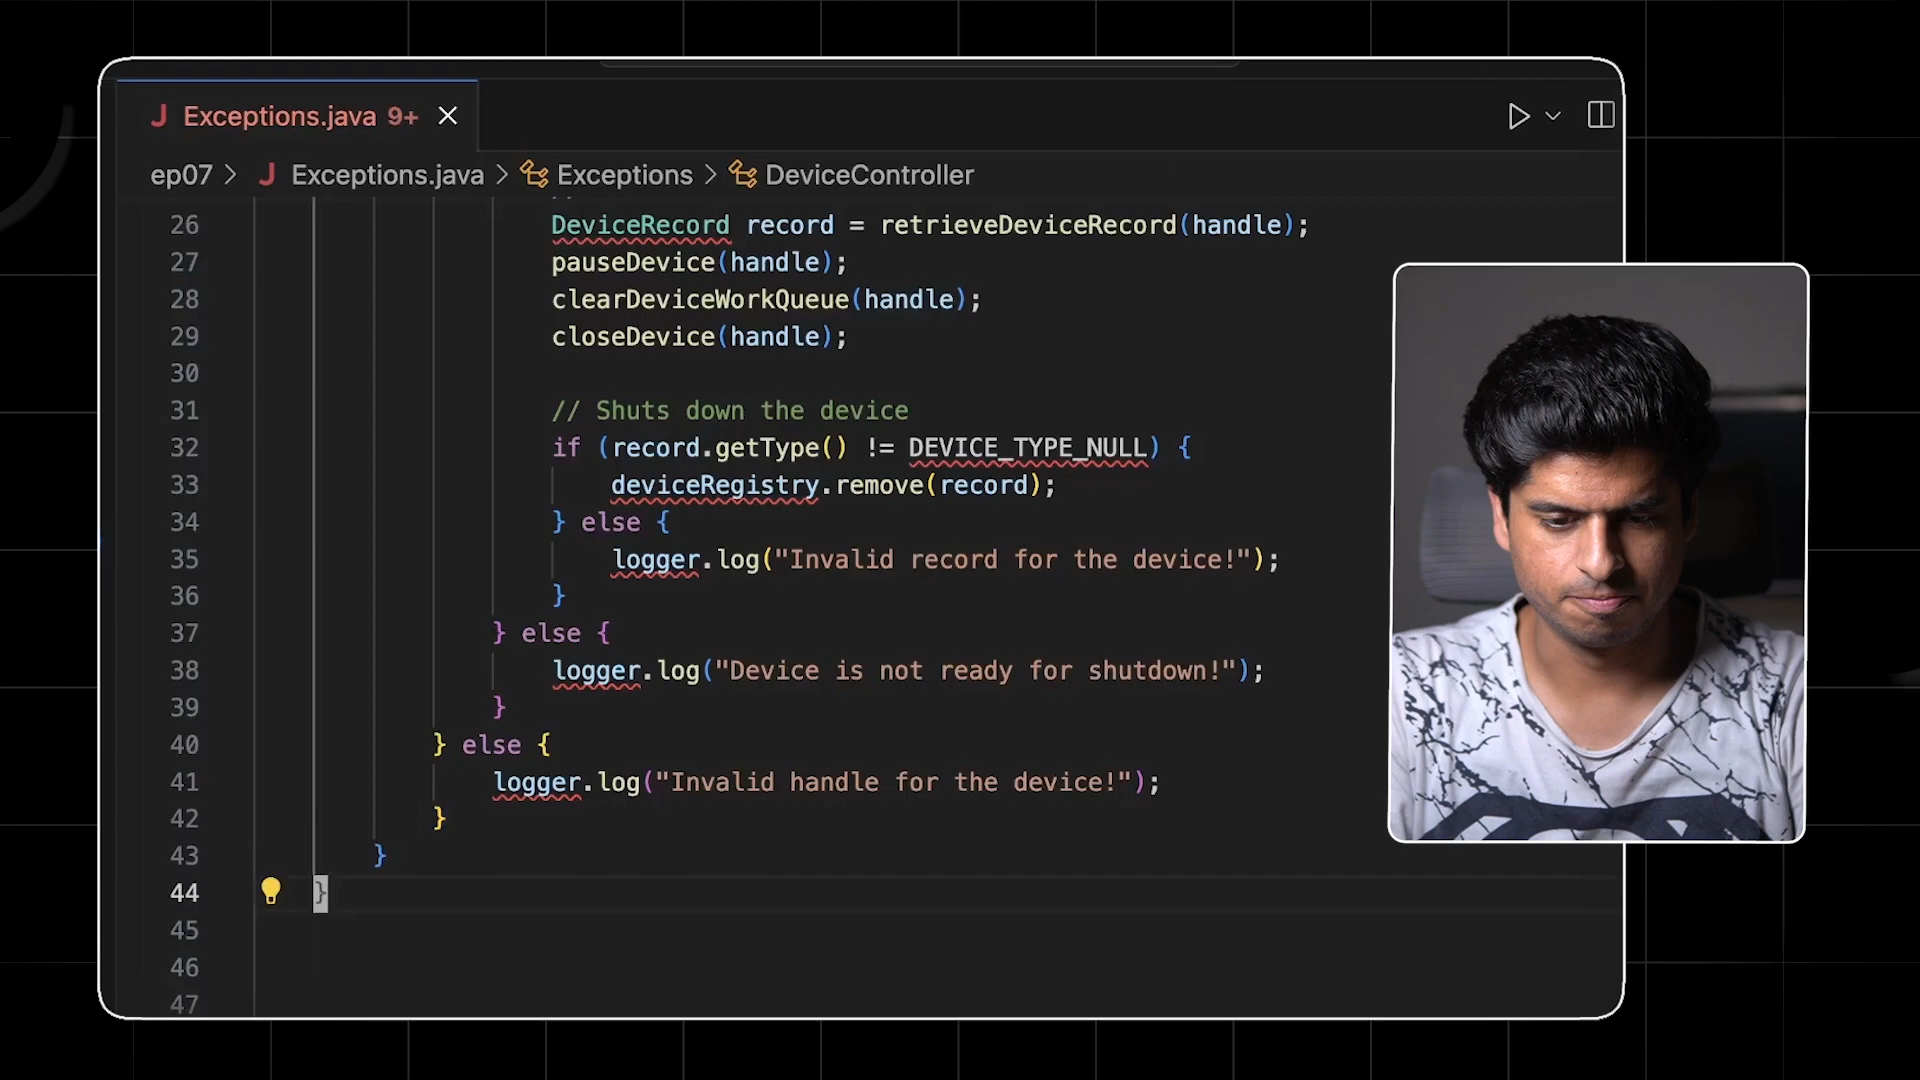 Exceptions.java 9+
ep07 > Exceptions.java > Exceptions > DeviceController
26 DeviceRecord record = retrieveDeviceRecord(handle);
27 pauseDevice(handle);
28 clearDeviceWorkQueue(handle);
29 closeDevice(handle);
30
31 // Shuts down the device
32 if (record.getType() != DEVICE_TYPE_NULL) {
33 deviceRegistry.remove(record);
34 } else {
35 logger.log("Invalid record for the device!");
36 }
37 } else {
38 logger.log("Device is not ready for shutdown!");
39 }
40 } else {
41 logger.log("Invalid handle for the device!");
42 }
43 }
44 }
45
46
47